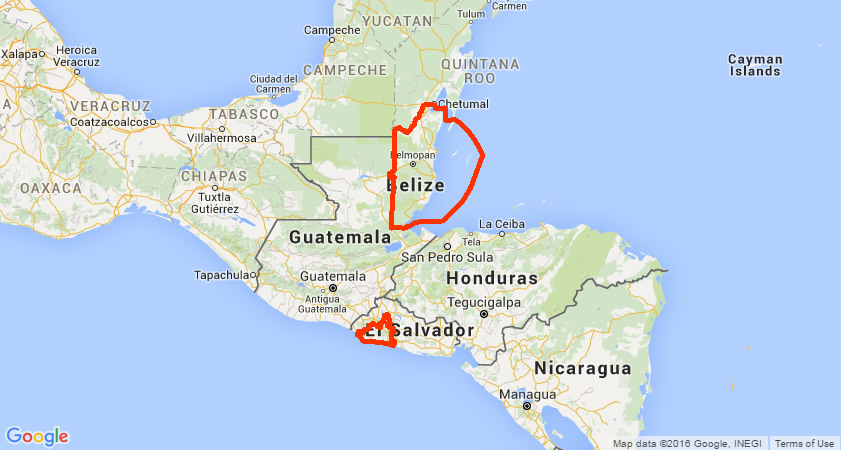 YUCATAN
Carmen
Tulum
Cozumel
Campeche
Heroica
Veracruz
Xalapa
QUINTANA
ROO
CAMPECHE
Ciudad del
Carmen
Cayman
Islands
VERACRUZ
Coatzacoalcos
TABASCO
Villahermosa
Chetumal
Belmopan
Belize
OAXACA
CHIAPAS
Tuxtla
Gutiérrez
Guatemala
La Ceiba
Tela
San Pedro Sula
Honduras
Tapachula
Guatemala
Antigua
Guatemala
Tegucigalpa
El Salvador
Nicaragua
Managua
Google
Map data ©2016 Google, INEGI
Terms of Use